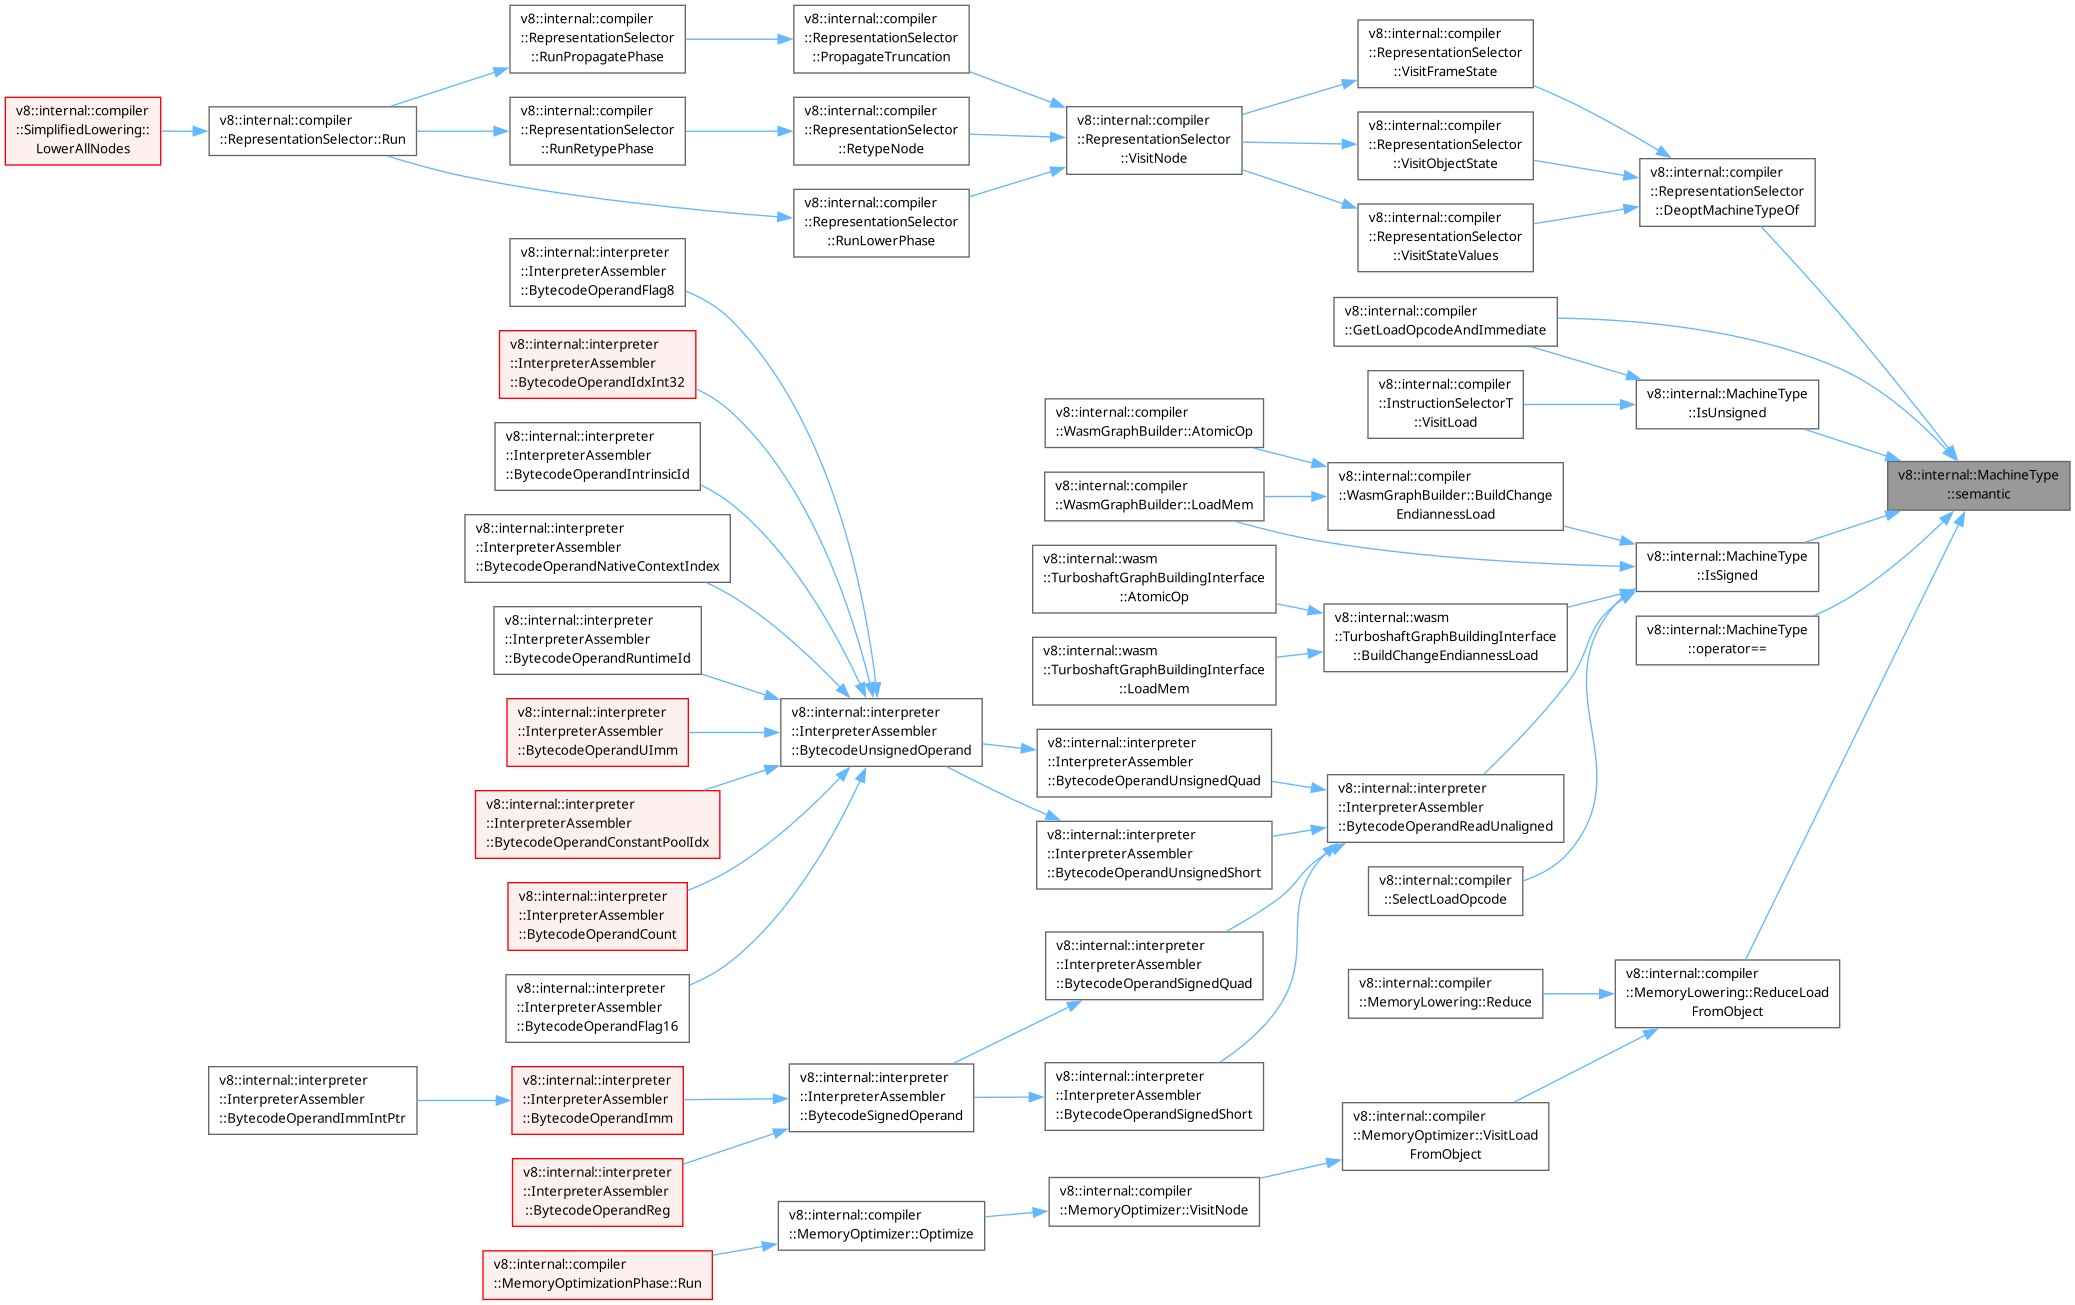 v8::internal::compiler
::SimplifiedLowering::
LowerAllNodes
v8::internal::compiler
::RepresentationSelector::Run
v8::internal::compiler
::RepresentationSelector
::RunPropagatePhase
v8::internal::compiler
::RepresentationSelector
::RunRetypePhase
v8::internal::compiler
::RepresentationSelector
::PropagateTruncation
v8::internal::compiler
::RepresentationSelector
::RetypeNode
v8::internal::compiler
::RepresentationSelector
::RunLowerPhase
v8::internal::compiler
::RepresentationSelector
::VisitNode
v8::internal::compiler
::RepresentationSelector
::VisitFrameState
v8::internal::compiler
::RepresentationSelector
::VisitObjectState
v8::internal::compiler
::RepresentationSelector
::VisitStateValues
v8::internal::compiler
::RepresentationSelector
::DeoptMachineTypeOf
v8::internal::compiler
::GetLoadOpcodeAndImmediate
v8::internal::compiler
::InstructionSelectorT
::VisitLoad
v8::internal::MachineType
::IsUnsigned
v8::internal::MachineType
::semantic
v8::internal::compiler
::WasmGraphBuilder::AtomicOp
v8::internal::compiler
::WasmGraphBuilder::LoadMem
v8::internal::compiler
::WasmGraphBuilder::BuildChange
EndiannessLoad
v8::internal::MachineType
::IsSigned
v8::internal::wasm
::TurboshaftGraphBuildingInterface
::AtomicOp
v8::internal::wasm
::TurboshaftGraphBuildingInterface
::LoadMem
v8::internal::wasm
::TurboshaftGraphBuildingInterface
::BuildChangeEndiannessLoad
v8::internal::MachineType
::operator==
v8::internal::interpreter
::InterpreterAssembler
::BytecodeOperandFlag8
v8::internal::interpreter
::InterpreterAssembler
::BytecodeOperandIdxInt32
v8::internal::interpreter
::InterpreterAssembler
::BytecodeOperandIntrinsicId
v8::internal::interpreter
::InterpreterAssembler
::BytecodeOperandNativeContextIndex
v8::internal::interpreter
::InterpreterAssembler
::BytecodeOperandRuntimeId
v8::internal::interpreter
::InterpreterAssembler
::BytecodeOperandUImm
v8::internal::interpreter
::InterpreterAssembler
::BytecodeOperandConstantPoolIdx
v8::internal::interpreter
::InterpreterAssembler
::BytecodeOperandCount
v8::internal::interpreter
::InterpreterAssembler
::BytecodeOperandFlag16
v8::internal::interpreter
::InterpreterAssembler
::BytecodeUnsignedOperand
v8::internal::interpreter
::InterpreterAssembler
::BytecodeOperandUnsignedQuad
v8::internal::interpreter
::InterpreterAssembler
::BytecodeOperandUnsignedShort
v8::internal::interpreter
::InterpreterAssembler
::BytecodeOperandReadUnaligned
v8::internal::compiler
::SelectLoadOpcode
v8::internal::interpreter
::InterpreterAssembler
::BytecodeOperandSignedQuad
v8::internal::interpreter
::InterpreterAssembler
::BytecodeOperandSignedShort
v8::internal::interpreter
::InterpreterAssembler
::BytecodeSignedOperand
v8::internal::interpreter
::InterpreterAssembler
::BytecodeOperandImm
v8::internal::interpreter
::InterpreterAssembler
::BytecodeOperandImmIntPtr
v8::internal::interpreter
::InterpreterAssembler
::BytecodeOperandReg
v8::internal::compiler
::MemoryLowering::Reduce
v8::internal::compiler
::MemoryLowering::ReduceLoad
FromObject
v8::internal::compiler
::MemoryOptimizer::VisitLoad
FromObject
v8::internal::compiler
::MemoryOptimizer::VisitNode
v8::internal::compiler
::MemoryOptimizer::Optimize
v8::internal::compiler
::MemoryOptimizationPhase::Run